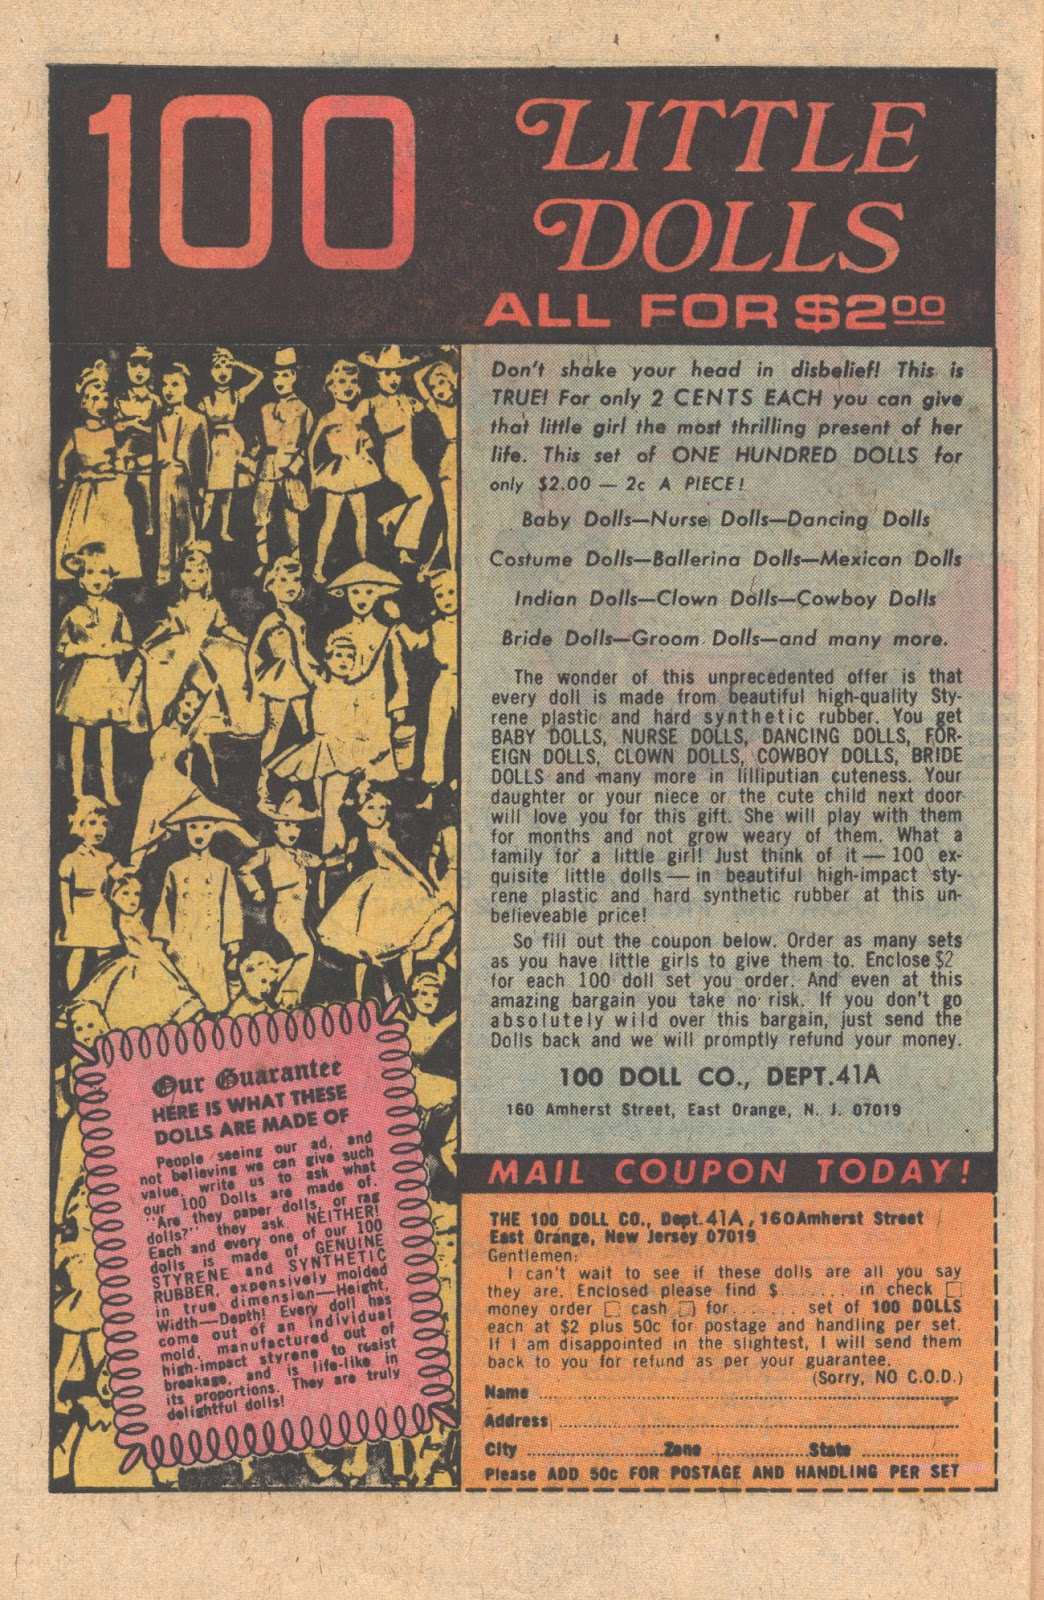 100
LITTLE
DOLLS
ALL FOR $2.00
Don't shake your head in disbelief! This is
TRUE! For only 2 CENTS EACH you can give
that little girl the most thrilling present of her
life. This set of ONE HUNDRED DOLLS for
only $2.00 — 2c A PIECE!
Baby Dolls—Nurse Dolls—Dancing Dolls
Costume Dolls—Ballerina Dolls—Mexican Dolls
Indian Dolls—Clown Dolls—Cowboy Dolls
Bride Dolls—Groom Dolls—and many more.
The wonder of this unprecedented offer is that
every doll is made from beautiful high-quality Sty-
rene plastic and hard synthetic rubber. You get
BABY DOLLS, NURSE DOLLS, DANCING DOLLS, FOR-
EIGN DOLLS, CLOWN DOLLS, COWBOY DOLLS, BRIDE
DOLLS and many more in lilliputian cuteness. Your
daughter or your niece or the cute child next door
will love you for this gift. She will play with them
for months and not grow weary of them. What a
family for a little girl! Just think of it — 100 ex-
quisite little dolls — in beautiful high-impact sty-
rene plastic and hard synthetic rubber at this un-
believeable price!
So fill out the coupon below. Order as many sets
as you have little girls to give them to. Enclose $2
for each 100 doll set you order. And even at this
amazing bargain you take no risk. If you don't go
absolutely wild over this bargain, just send the
Dolls back and we will promptly refund your money.
100 DOLL CO., DEPT.41A
160 Amherst Street, East Orange, N. J. 07019
Our Guarantee
HERE IS WHAT THESE
DOLLS ARE MADE OF
People seeing our ad, and
not believing we can give such
value, write us to ask what
our 100 Dolls are made of.
"Are they paper dolls, or rag
dolls?" they ask. NEITHER!
Each and every one of our 100
dolls is made of GENUINE
STYRENE and SYNTHETIC
RUBBER, expensively molded
in true dimension—Height,
Width—Depth! Every doll has
come out of an individual
mold, manufactured out of
high-impact styrene to resist
breakage, and is life-like in
its proportions. They are truly
delightful dolls!
MAIL COUPON TODAY!
THE 100 DOLL CO., Dept.41A, 160 Amherst Street
East Orange, New Jersey 07019
Gentlemen:
I can't wait to see if these dolls are all you say
they are. Enclosed please find $........ in check □
money order □ cash □ for........ set of 100 DOLLS
each at $2 plus 50c for postage and handling per set.
If I am disappointed in the slightest, I will send them
back to you for refund as per your guarantee.
(Sorry, NO C.O.D.)
Name
Address
City ........ Zone ........ State ........
Please ADD 50c FOR POSTAGE AND HANDLING PER SET